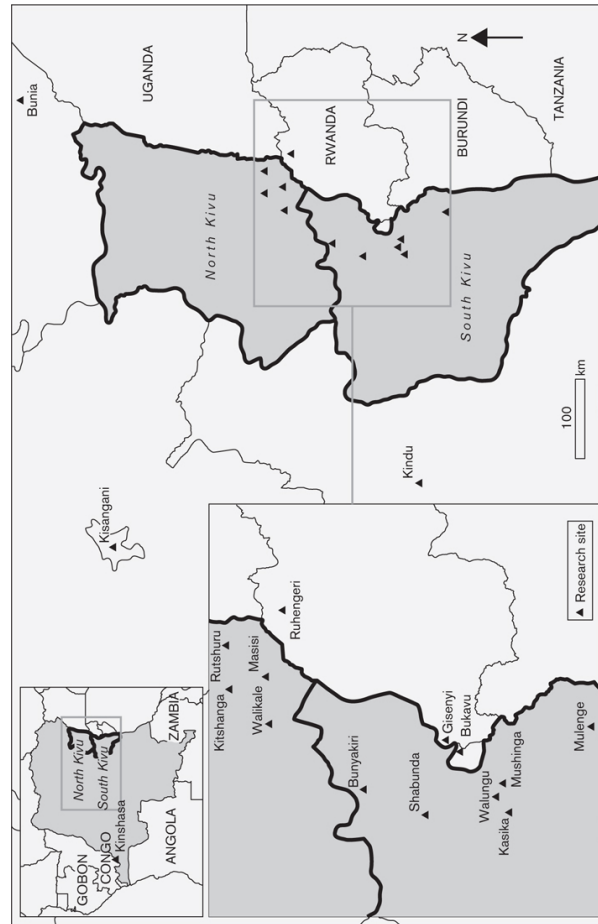 GOBON
CONGO
Kinshasa
ANGOLA
ZAMBIA
North Kivu
South Kivu
Kisangani
Bunia
UGANDA
North Kivu
RWANDA
BURUNDI
TANZANIA
South Kivu
Kindu
100
km
N
Kitshanga
Rutshuru
Walikale
Masisi
Ruhengeri
Bunyakiri
Shabunda
Gisenyi
Bukavu
Walungu
Kasika
Mushinga
Mulenge
▲ Research site